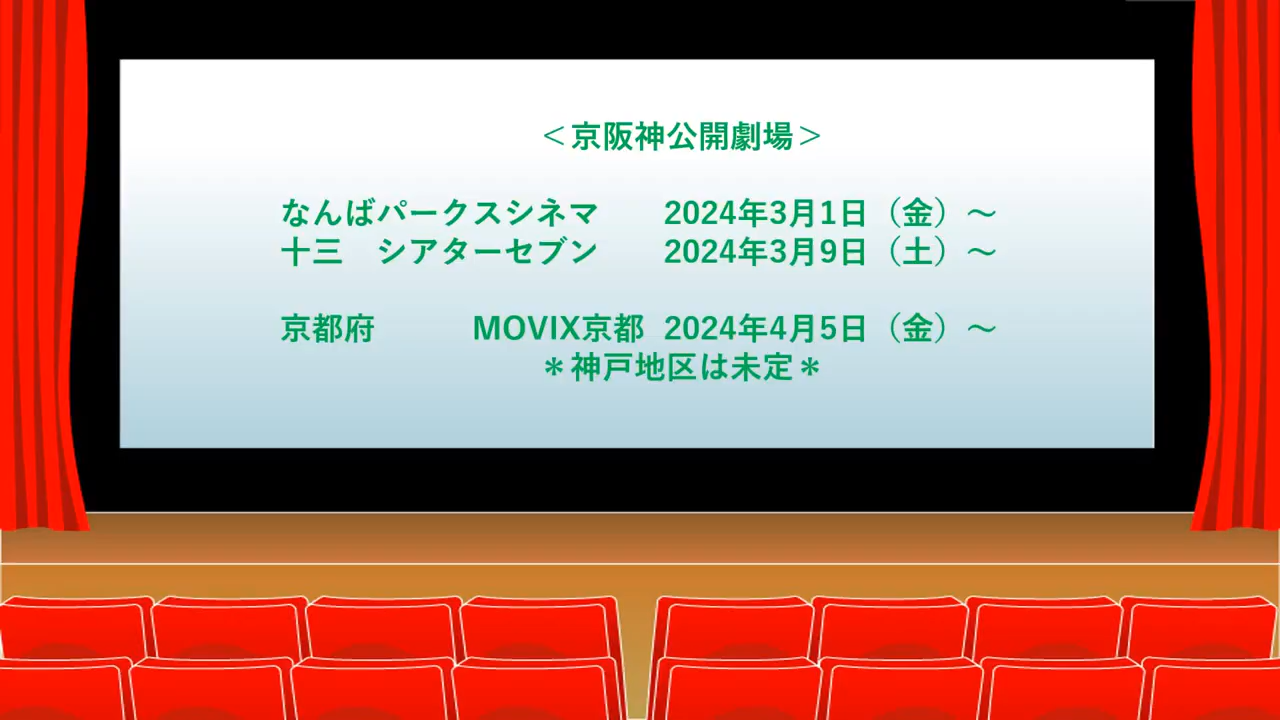 ＜京阪神公開劇場＞
なんばパークスシネマ　　2024年3月1日（金）～
十三　シアターセブン　　2024年3月9日（土）～
京都府　　　MOVIX京都 2024年4月5日（金）～
＊神戸地区は未定＊